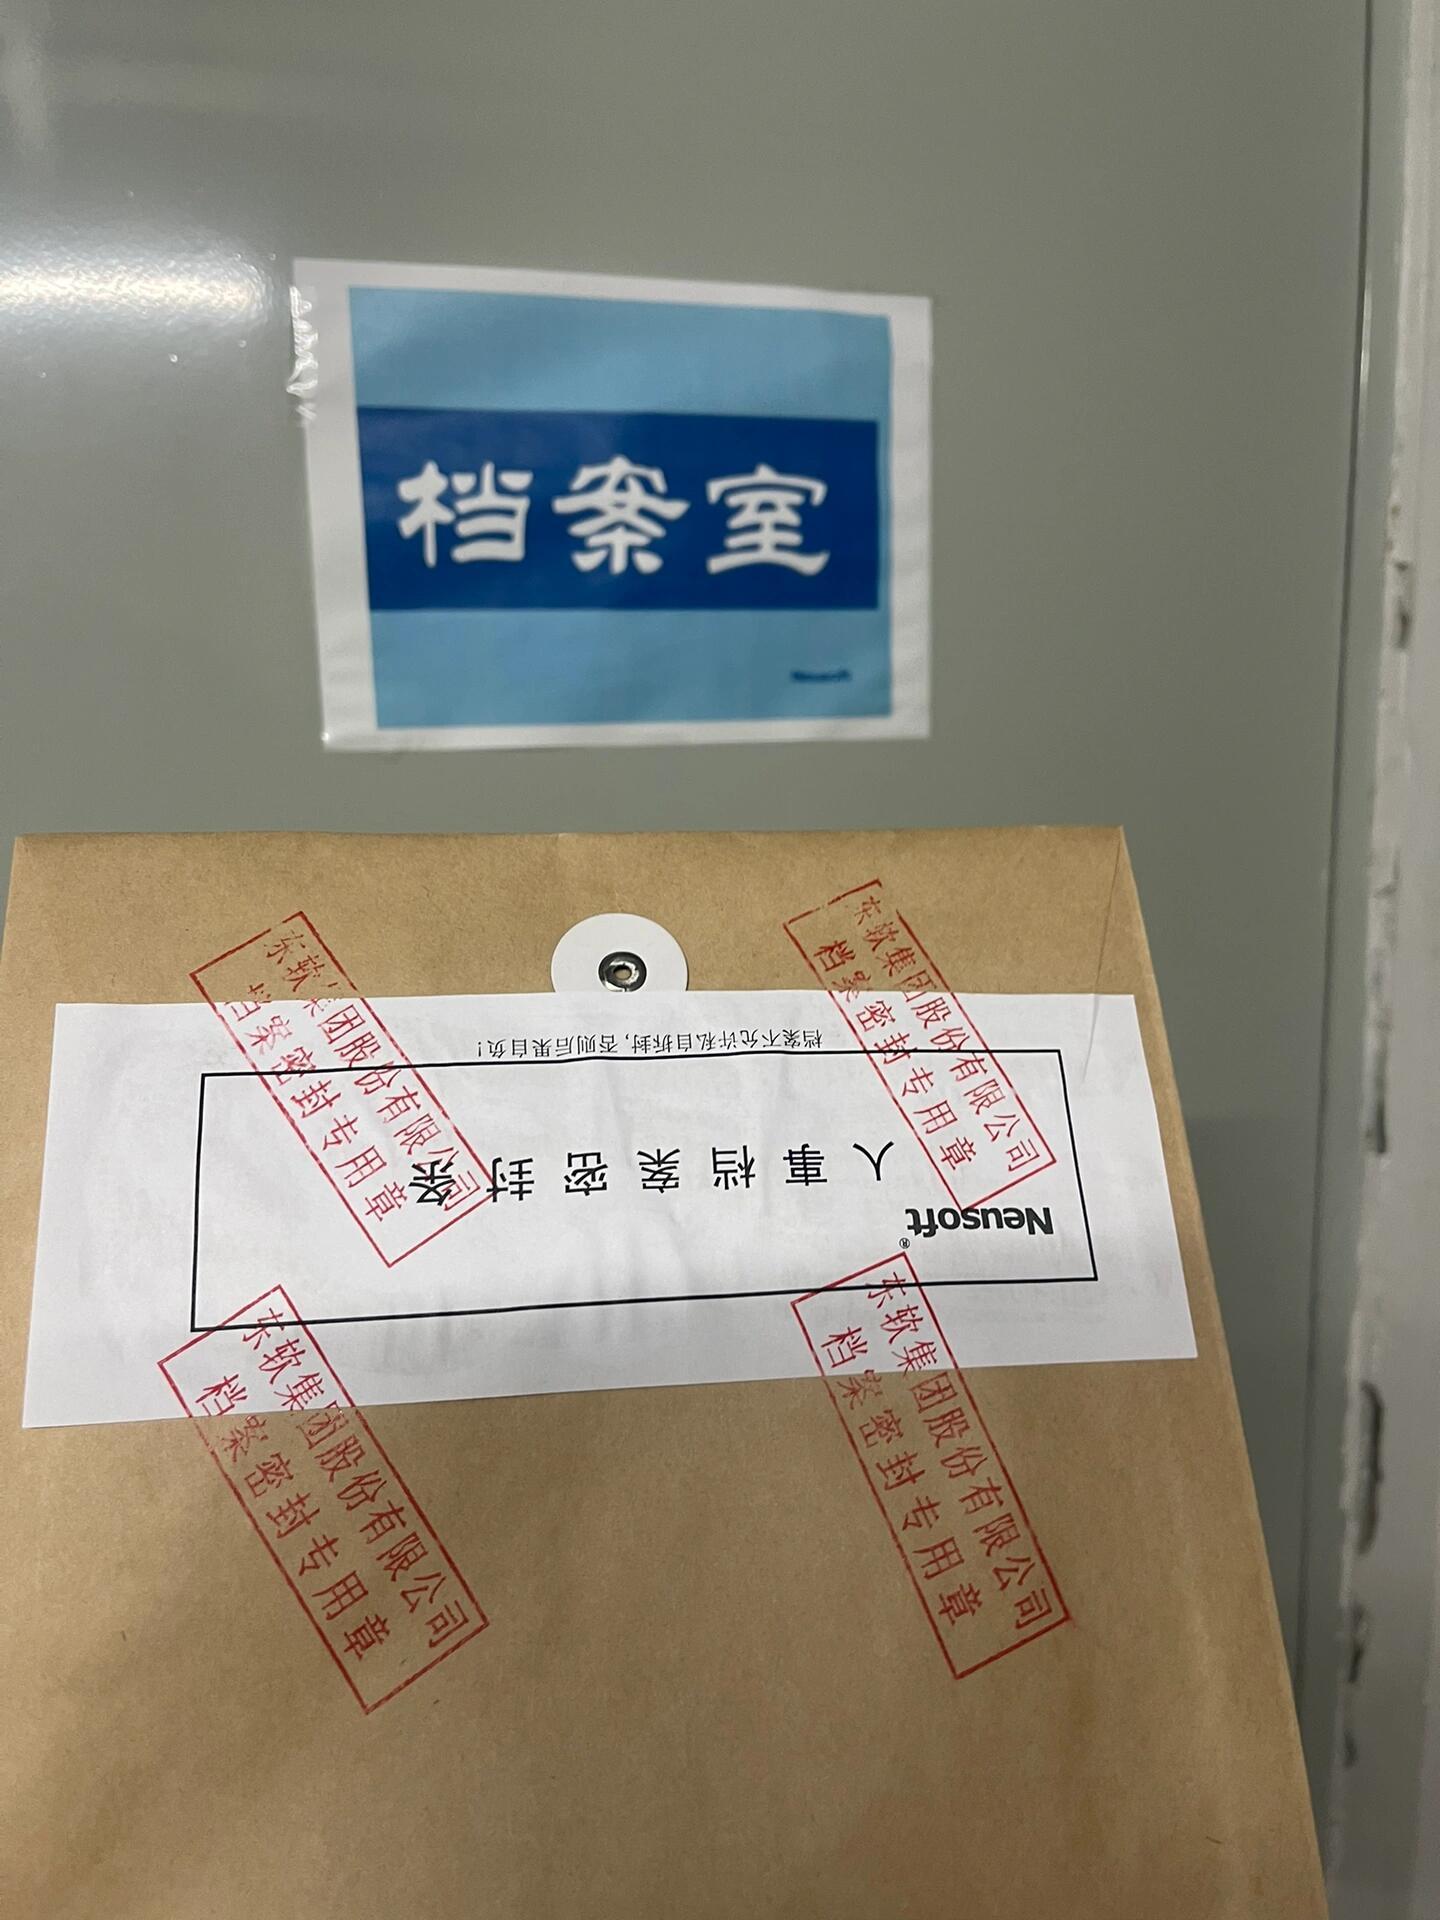 档案室
Neusoft
东软集团股份有限公司
档案密封专用章
东软集团股份有限公司
档案密封专用章
档案不允许私自拆封，否则后果自负！
人事档案密封条
Neusoft®
东软集团股份有限公司
档案密封专用章
东软集团股份有限公司
档案密封专用章